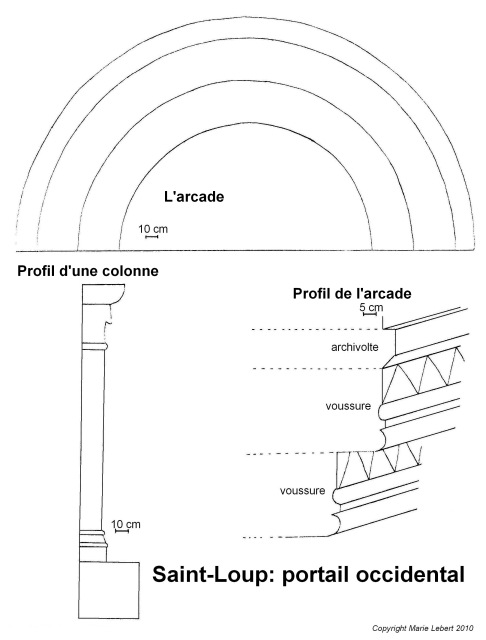 L'arcade
10 cm
Profil d'une colonne
Profil de l'arcade
5 cm
archivolte
voussure
voussure
10 cm
Saint-Loup: portail occidental
Copyright Marie Lebert 2010